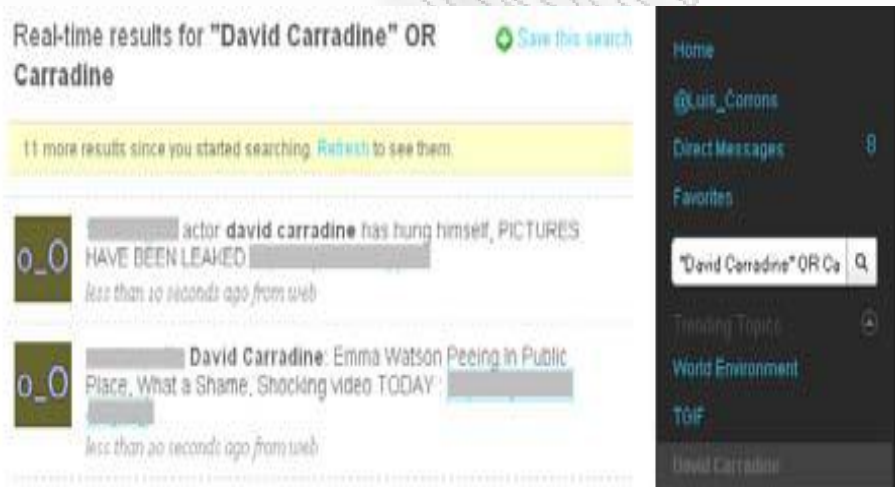 Real-time results for "David Carradine" OR
Carradine
Save this search
11 more results since you started searching. Refresh to see them.
actor david carradine has hung himself, PICTURES
HAVE BEEN LEAKED
less than 10 seconds ago from web
David Carradine: Emma Watson Peeing In Public
Place, What a Shame, Shocking video TODAY :
less than 20 seconds ago from web
Home
@Luis_Corrons
Direct Messages 8
Favorites
"David Carradine" OR Ca
Trending Topics
World Environment
TGIF
David Carradine
o_O
o_O